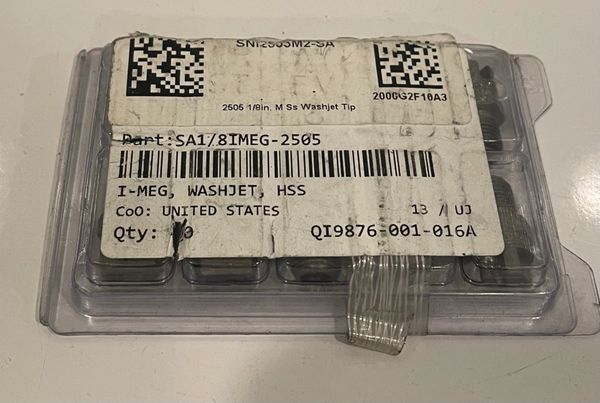 2505 1/8in. M Ss Washjet Tip
Part:SA1/8IMEG-2505
I-MEG, WASHJET, HSS
CoO: UNITED STATES
13 / UJ
Qty:
QI9876-001-016A